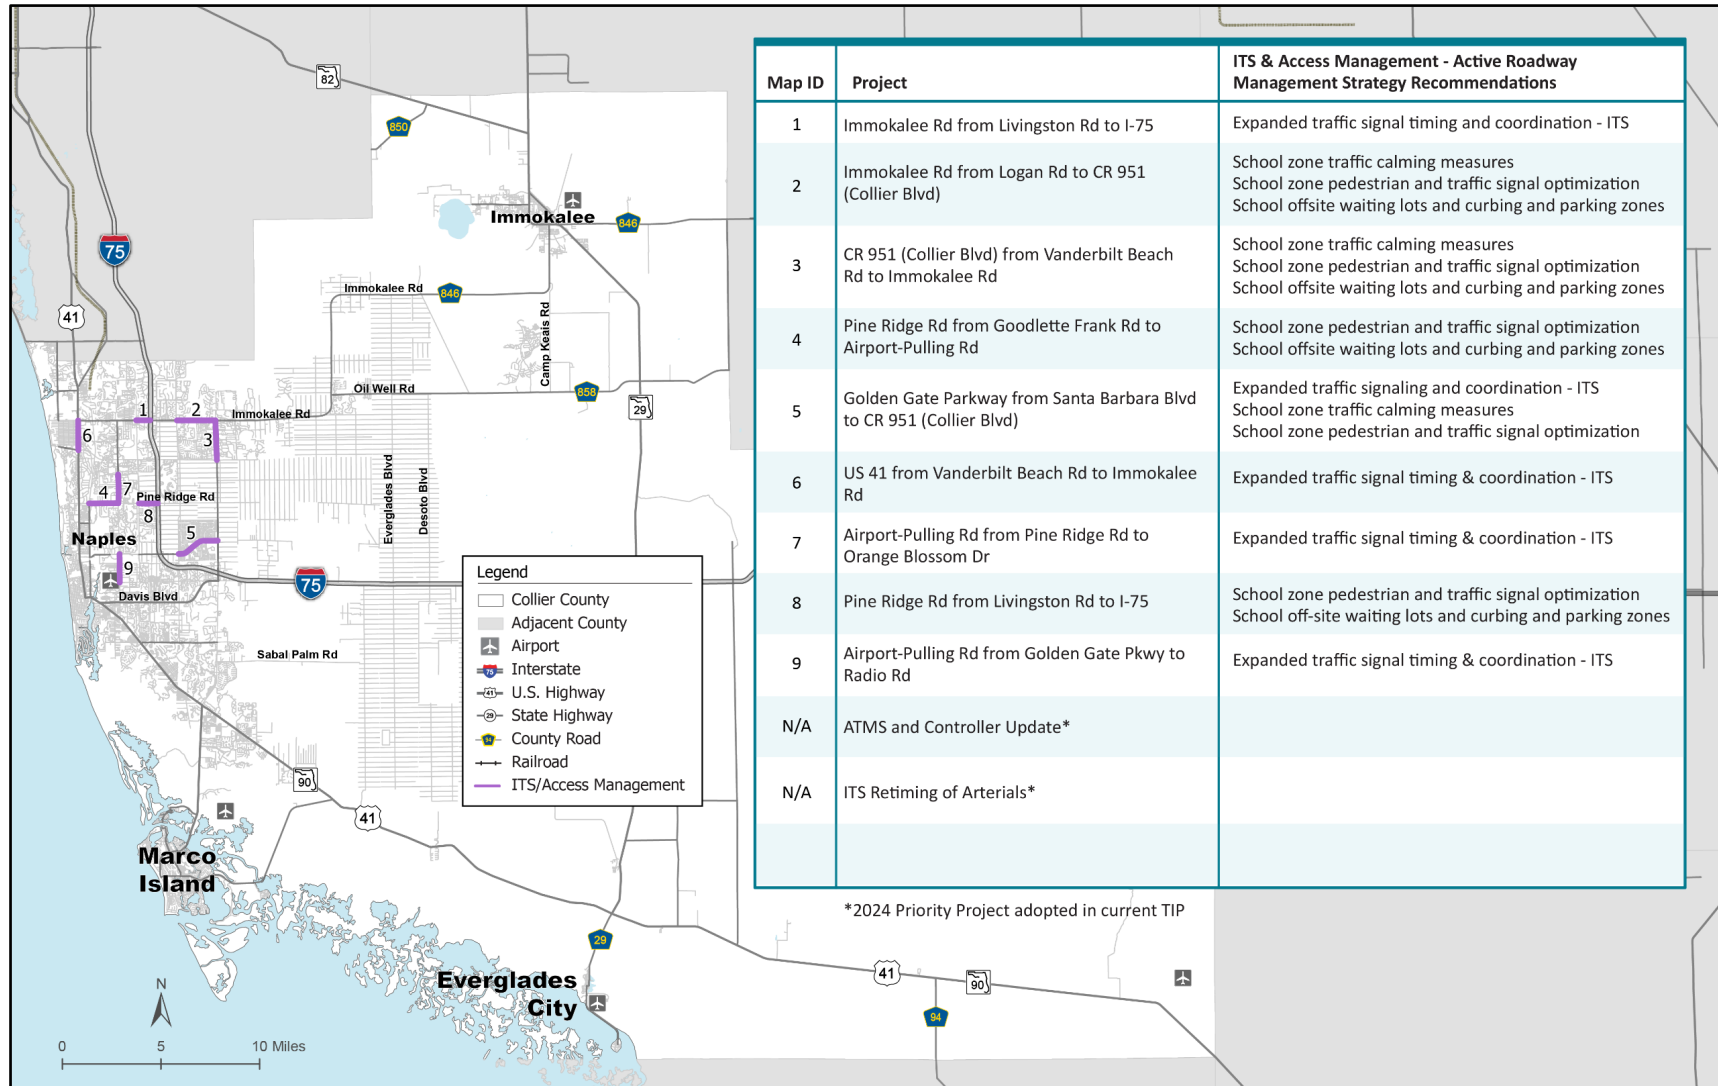 82
850
Immokalee
846
75
Immokalee Rd
846
41
Camp Keais Rd
Oil Well Rd
858
29
1
2
Immokalee Rd
6
3
Everglades Blvd
Desoto Blvd
4
7
Pine Ridge Rd
8
5
Naples
9
75
Davis Blvd
Sabal Palm Rd
Legend
Collier County
Adjacent County
Airport
75
Interstate
41
U.S. Highway
29
State Highway
94
County Road
Railroad
ITS/Access Management
90
41
Marco
Island
29
Everglades
City
41
90
94
N
0
5
10 Miles
Map ID
Project
ITS & Access Management - Active Roadway
Management Strategy Recommendations
1
Immokalee Rd from Livingston Rd to I-75
Expanded traffic signal timing and coordination - ITS
2
Immokalee Rd from Logan Rd to CR 951
(Collier Blvd)
School zone traffic calming measures
School zone pedestrian and traffic signal optimization
School offsite waiting lots and curbing and parking zones
3
CR 951 (Collier Blvd) from Vanderbilt Beach
Rd to Immokalee Rd
School zone traffic calming measures
School zone pedestrian and traffic signal optimization
School offsite waiting lots and curbing and parking zones
4
Pine Ridge Rd from Goodlette Frank Rd to
Airport-Pulling Rd
School zone pedestrian and traffic signal optimization
School offsite waiting lots and curbing and parking zones
5
Golden Gate Parkway from Santa Barbara Blvd
to CR 951 (Collier Blvd)
Expanded traffic signaling and coordination - ITS
School zone traffic calming measures
School zone pedestrian and traffic signal optimization
6
US 41 from Vanderbilt Beach Rd to Immokalee
Rd
Expanded traffic signal timing & coordination - ITS
7
Airport-Pulling Rd from Pine Ridge Rd to
Orange Blossom Dr
Expanded traffic signal timing & coordination - ITS
8
Pine Ridge Rd from Livingston Rd to I-75
School zone pedestrian and traffic signal optimization
School off-site waiting lots and curbing and parking zones
9
Airport-Pulling Rd from Golden Gate Pkwy to
Radio Rd
Expanded traffic signal timing & coordination - ITS
N/A
ATMS and Controller Update*
N/A
ITS Retiming of Arterials*
*2024 Priority Project adopted in current TIP